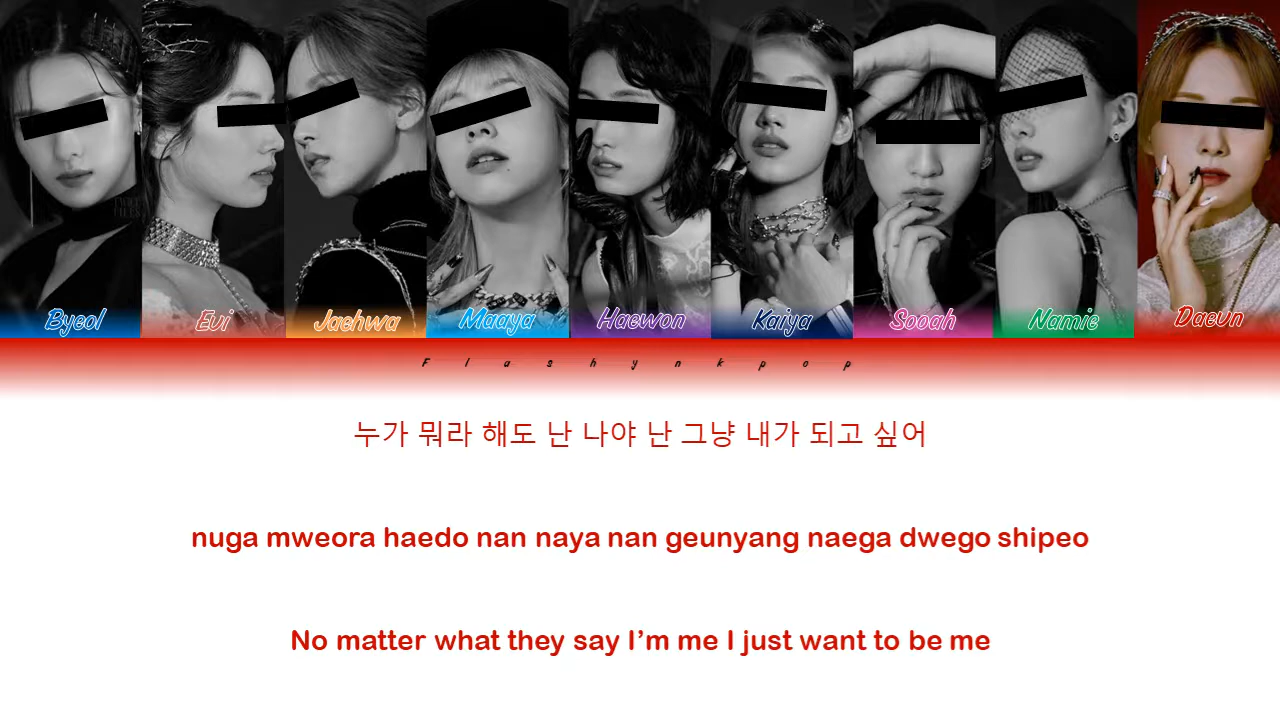 Byeol Evi Jaehwa Maaya Haewon Kaiya Sooah Namie Daeun
Flashynkpop
누가 뭐라 해도 난 나야 난 그냥 내가 되고 싶어
nuga mweora haedo nan naya nan geunyang naega dwego shipeo
No matter what they say I’m me I just want to be me